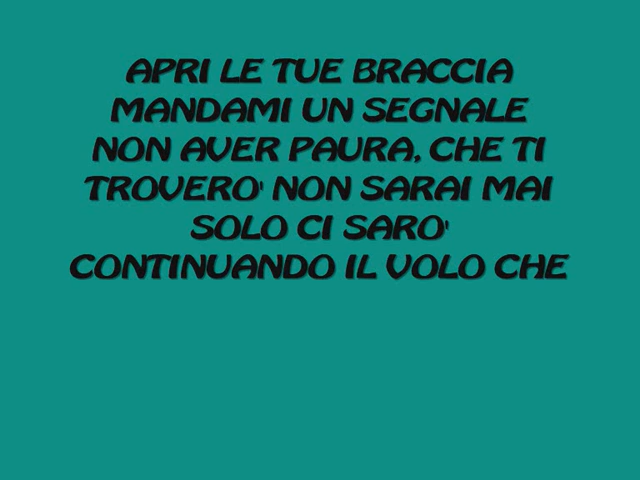 APRI LE TUE BRACCIA
MANDAMI UN SEGNALE
NON AVER PAURA, CHE TI
TROVERO' NON SARAI MAI
SOLO CI SARO'
CONTINUANDO IL VOLO CHE